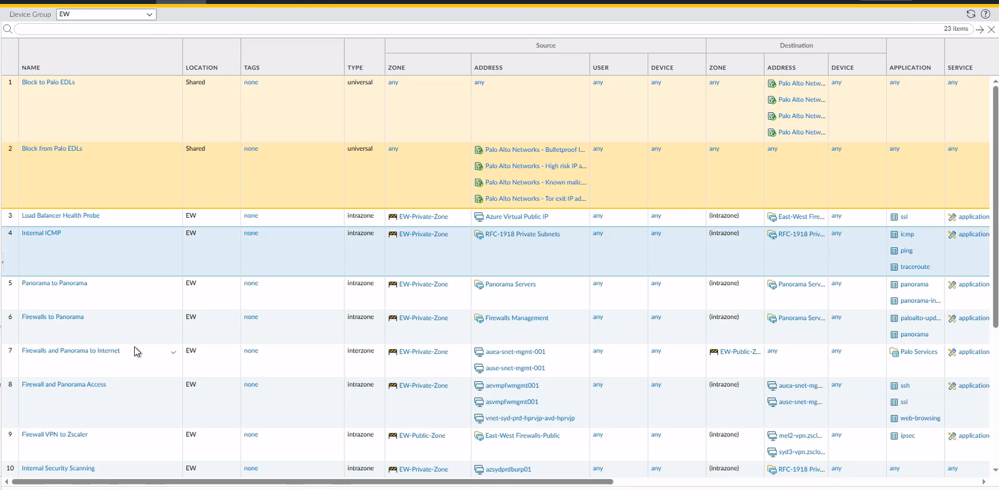 Device Group EW
23 items
Source Destination
NAME LOCATION TAGS TYPE ZONE ADDRESS USER DEVICE ZONE ADDRESS DEVICE APPLICATION SERVICE
1 Block to Palo EDLs Shared none universal any any any any any Palo Alto Netw... any any any
Palo Alto Netw...
Palo Alto Netw...
Palo Alto Netw...
2 Block from Palo EDLs Shared none universal any Palo Alto Networks - Bulletproof I... any any any any any any any
Palo Alto Networks - High risk IP a...
Palo Alto Networks - Known malic...
Palo Alto Networks - Tor exit IP ad...
3 Load Balancer Health Probe EW none intrazone EW-Private-Zone Azure Virtual Public IP any any (intrazone) East-West Fire... any ssl application
4 Internal ICMP EW none intrazone EW-Private-Zone RFC-1918 Private Subnets any any (intrazone) RFC-1918 Priv... any icmp application
ping
traceroute
5 Panorama to Panorama EW none intrazone EW-Private-Zone Panorama Servers any any (intrazone) Panorama Serv... any panorama application
panorama-in...
6 Firewalls to Panorama EW none intrazone EW-Private-Zone Firewalls Management any any (intrazone) Panorama Serv... any paloalto-upd... application
panorama
7 Firewalls and Panorama to Internet EW none interzone EW-Private-Zone auea-snet-mgmt-001 any any EW-Public-Z... any any Palo Services application
ause-snet-mgmt-001
8 Firewall and Panorama Access EW none intrazone EW-Private-Zone aevmpfwmgmt001 any any (intrazone) auea-snet-mg... any ssh application
asvmpfwmgmt001 ause-snet-mg... ssl
vnet-syd-prd-hprvjp-avd-hprvjp web-browsing
9 Firewall VPN to Zscaler EW none intrazone EW-Public-Zone East-West Firewalls-Public any any (intrazone) mel2-vpn.zscl... any ipsec application
syd3-vpn.zsclo...
10 Internal Security Scanning EW none intrazone EW-Private-Zone azsydprdburp01 any any (intrazone) RFC-1918 Priv... any any any